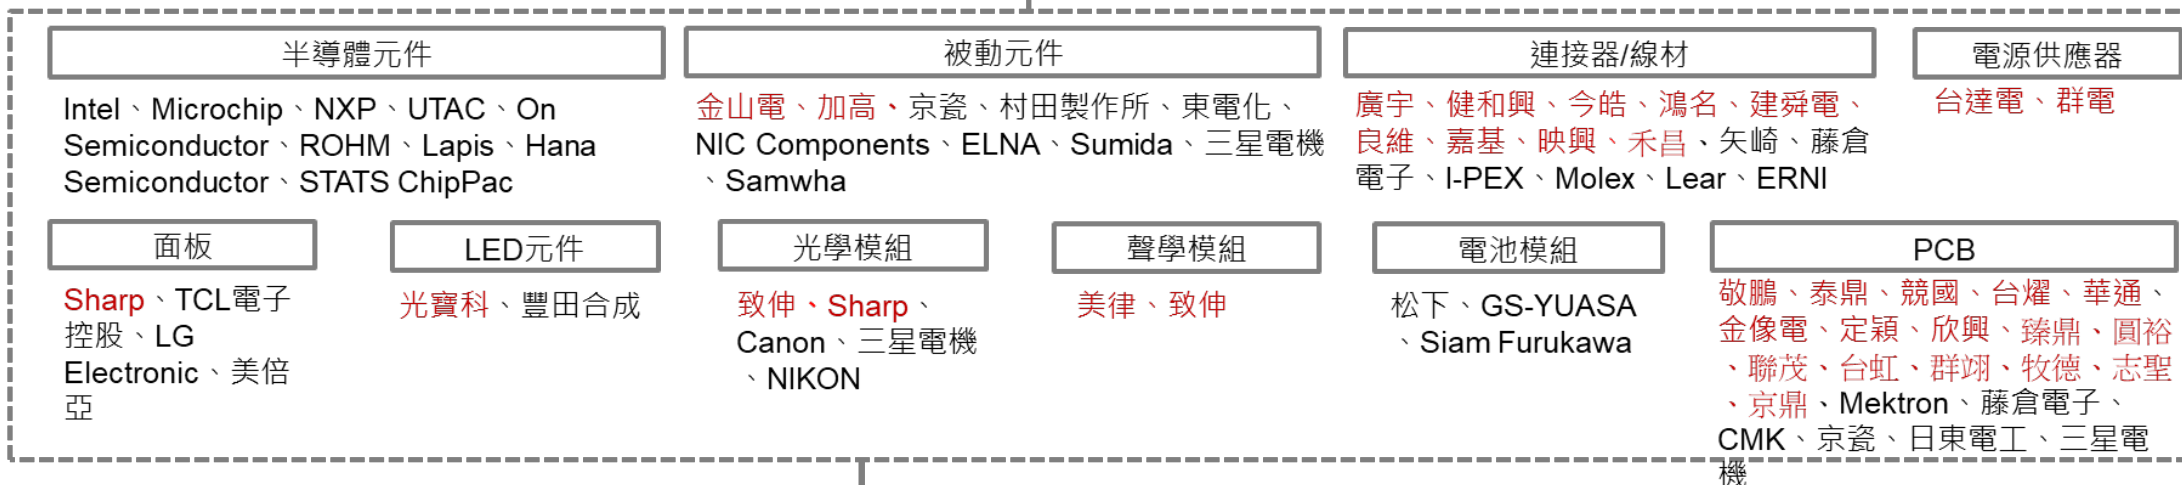 半導體元件
Intel、Microchip、NXP、UTAC、On
Semiconductor、ROHM、Lapis、Hana
Semiconductor、STATS ChipPac
被動元件
金山電、加高、京瓷、村田製作所、東電化、
NIC Components、ELNA、Sumida、三星電機
、Samwha
連接器/線材
廣宇、健和興、今皓、鴻名、建舜電、
良維、嘉基、映興、禾昌、矢崎、藤倉
電子、I-PEX、Molex、Lear、ERNI
電源供應器
台達電、群電
面板
Sharp、TCL電子
控股、LG
Electronic、美倍
亞
LED元件
光寶科、豐田合成
光學模組
致伸、Sharp、
Canon、三星電機
、NIKON
聲學模組
美律、致伸
電池模組
松下、GS-YUASA
、Siam Furukawa
PCB
敬鵬、泰鼎、競國、台燿、華通、
金像電、定穎、欣興、臻鼎、圓裕
、聯茂、台虹、群翊、牧德、志聖
、京鼎、Mektron、藤倉電子、
CMK、京瓷、日東電工、三星電
機